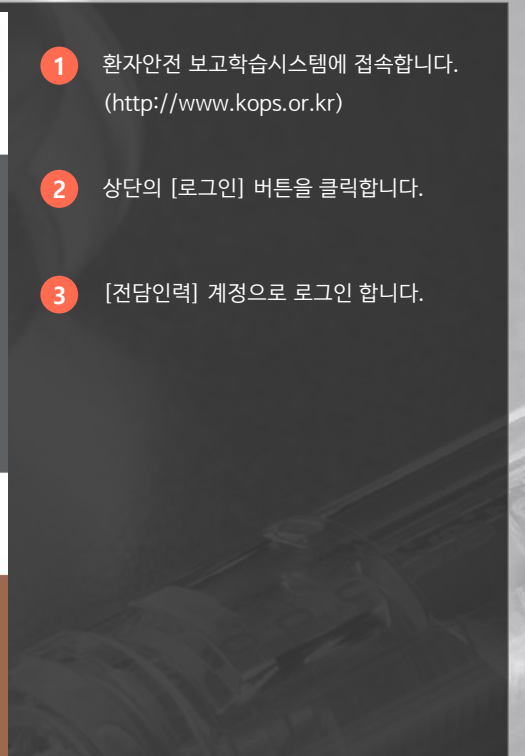 1 환자안전 보고학습시스템에 접속합니다.
(http://www.kops.or.kr)
2 상단의 [로그인] 버튼을 클릭합니다.
3 [전담인력] 계정으로 로그인 합니다.